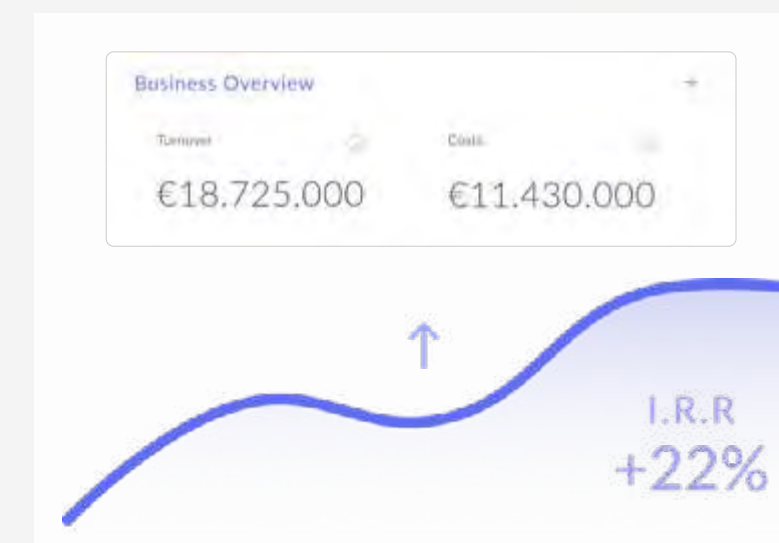 Business Overview +
Turnover Costs
€18.725.000 €11.430.000
I.R.R
+22%